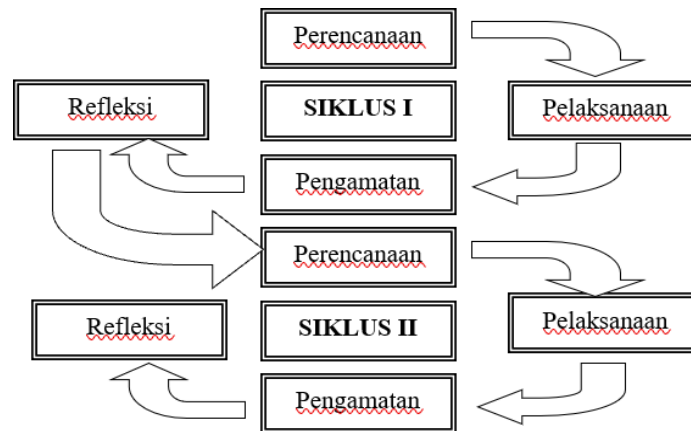 Perencanaan
Refleksi
SIKLUS I
Pelaksanaan
Pengamatan
Perencanaan
Refleksi
SIKLUS II
Pelaksanaan
Pengamatan